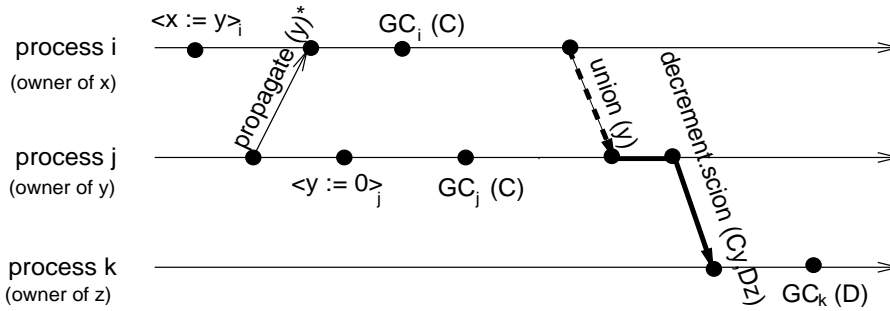 <x := y>i
GCi (C)
process i
(owner of x)
propagate (y)*
union (y)
decrement.scion (Cy,Dz)
process j
(owner of y)
<y := 0>j
GCj (C)
process k
(owner of z)
GCk (D)